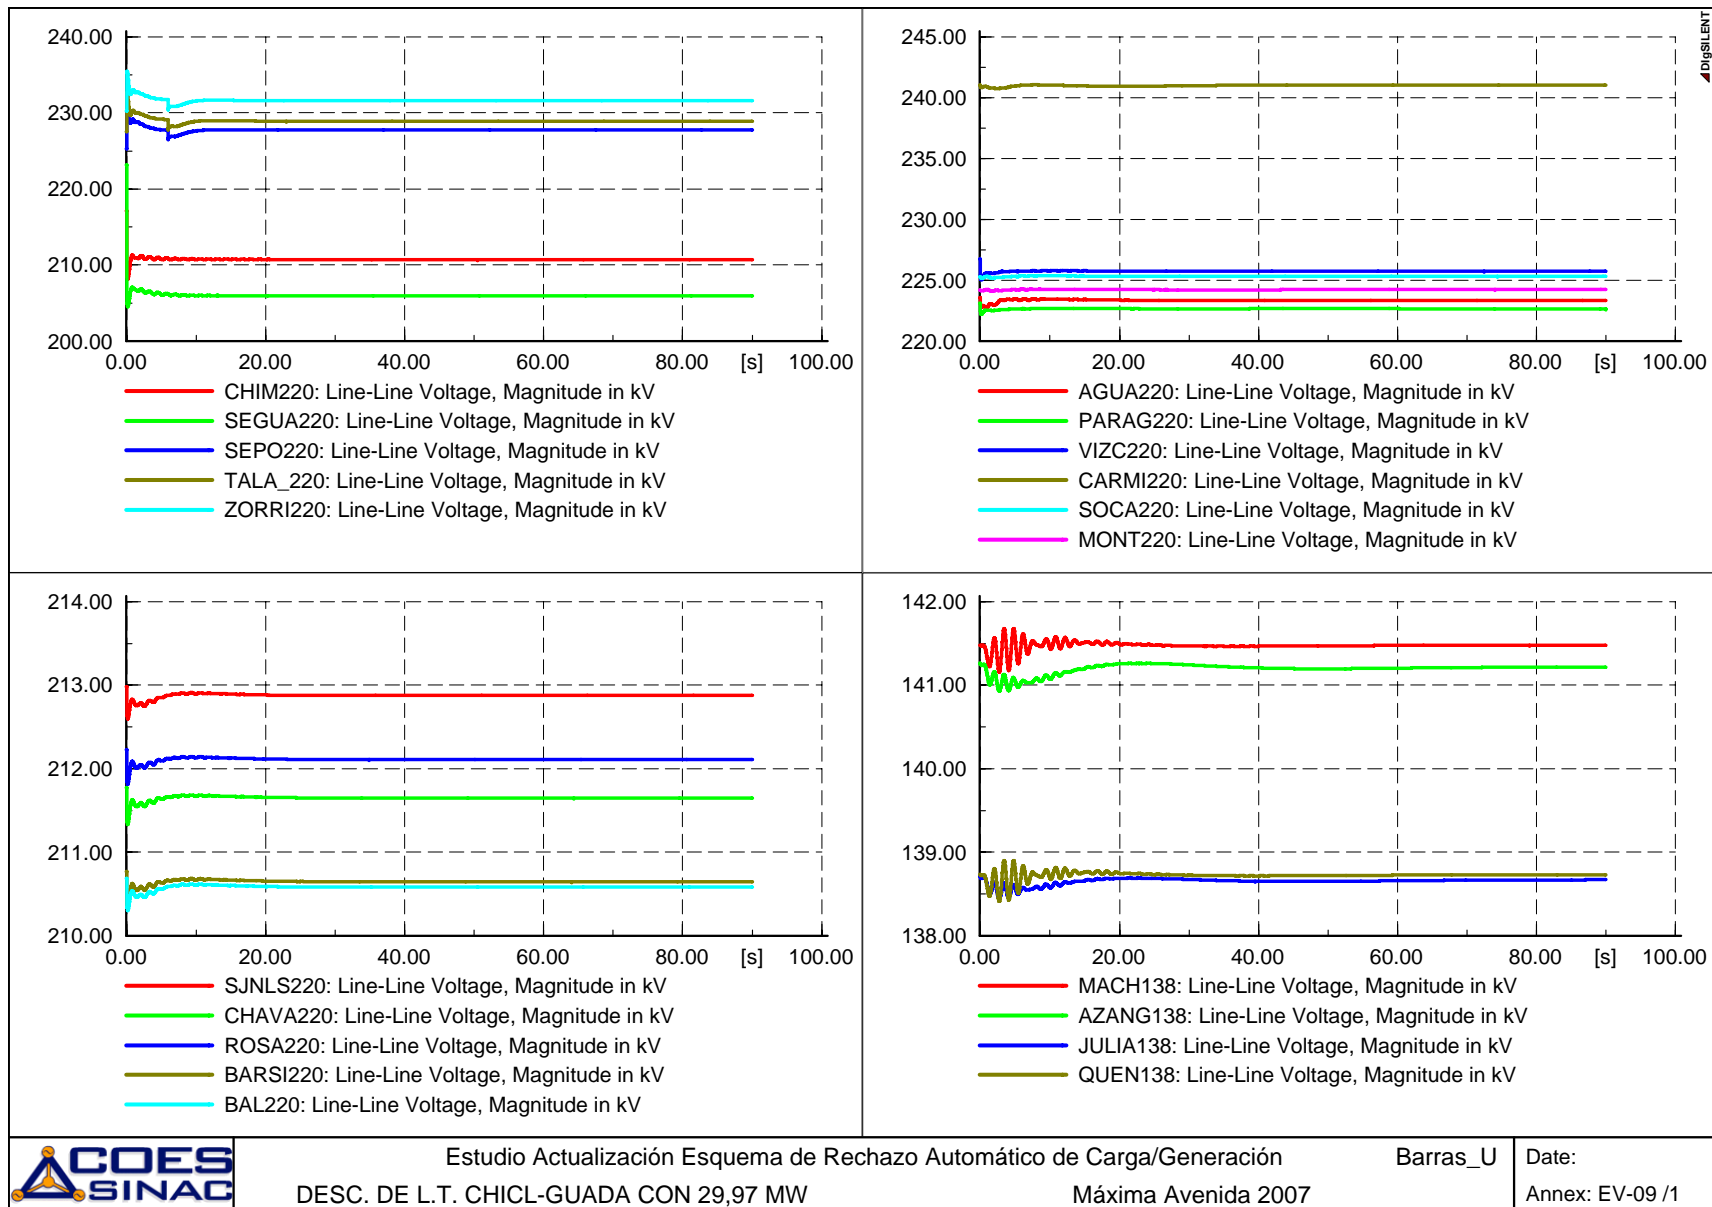 DIgSILENT
240.00
230.00
220.00
210.00
200.00
0.00 20.00 40.00 60.00 80.00 [s] 100.00
CHIM220: Line-Line Voltage, Magnitude in kV
SEGUA220: Line-Line Voltage, Magnitude in kV
SEPO220: Line-Line Voltage, Magnitude in kV
TALA_220: Line-Line Voltage, Magnitude in kV
ZORRI220: Line-Line Voltage, Magnitude in kV
245.00
240.00
235.00
230.00
225.00
220.00
0.00 20.00 40.00 60.00 80.00 [s] 100.00
AGUA220: Line-Line Voltage, Magnitude in kV
PARAG220: Line-Line Voltage, Magnitude in kV
VIZC220: Line-Line Voltage, Magnitude in kV
CARMI220: Line-Line Voltage, Magnitude in kV
SOCA220: Line-Line Voltage, Magnitude in kV
MONT220: Line-Line Voltage, Magnitude in kV
214.00
213.00
212.00
211.00
210.00
0.00 20.00 40.00 60.00 80.00 [s] 100.00
SJNLS220: Line-Line Voltage, Magnitude in kV
CHAVA220: Line-Line Voltage, Magnitude in kV
ROSA220: Line-Line Voltage, Magnitude in kV
BARSI220: Line-Line Voltage, Magnitude in kV
BAL220: Line-Line Voltage, Magnitude in kV
142.00
141.00
140.00
139.00
138.00
0.00 20.00 40.00 60.00 80.00 [s] 100.00
MACH138: Line-Line Voltage, Magnitude in kV
AZANG138: Line-Line Voltage, Magnitude in kV
JULIA138: Line-Line Voltage, Magnitude in kV
QUEN138: Line-Line Voltage, Magnitude in kV
COES
SINAC
Estudio Actualización Esquema de Rechazo Automático de Carga/Generación
DESC. DE L.T. CHICL-GUADA CON 29,97 MW
Barras_U
Máxima Avenida 2007
Date:
Annex: EV-09 /1